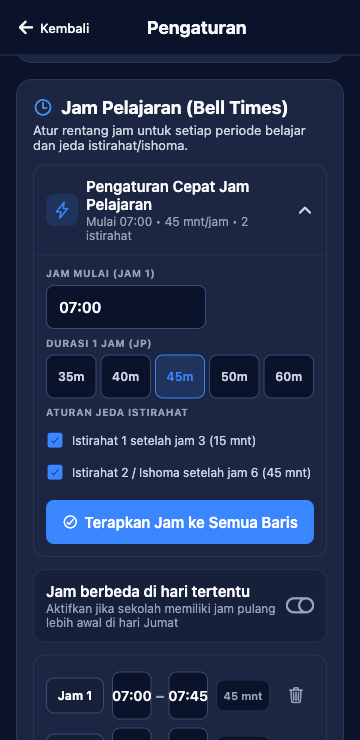 Kembali
Pengaturan
Jam Pelajaran (Bell Times)
Atur rentang jam untuk setiap periode belajar
dan jeda istirahat/ishoma.
Pengaturan Cepat Jam
Pelajaran
Mulai 07:00 • 45 mnt/jam • 2
istirahat
JAM MULAI (JAM 1)
07:00
DURASI 1 JAM (JP)
35m 40m 45m 50m 60m
ATURAN JEDA ISTIRAHAT
Istirahat 1 setelah jam 3 (15 mnt)
Istirahat 2 / Ishoma setelah jam 6 (45 mnt)
Terapkan Jam ke Semua Baris
Jam berbeda di hari tertentu
Aktifkan jika sekolah memiliki jam pulang
lebih awal di hari Jumat
Jam 1 07:00 – 07:45 45 mnt